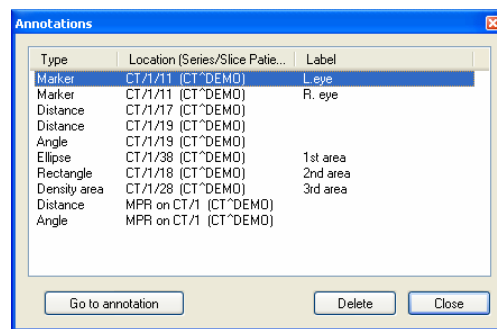 Annotations
Type Location (Series/Slice Patie... Label
Marker CT/1/11 (CT^DEMO) L.eye
Marker CT/1/11 (CT^DEMO) R. eye
Distance CT/1/17 (CT^DEMO)
Distance CT/1/19 (CT^DEMO)
Angle CT/1/19 (CT^DEMO)
Ellipse CT/1/38 (CT^DEMO) 1st area
Rectangle CT/1/18 (CT^DEMO) 2nd area
Density area CT/1/28 (CT^DEMO) 3rd area
Distance MPR on CT/1 (CT^DEMO)
Angle MPR on CT/1 (CT^DEMO)
Go to annotation Delete Close